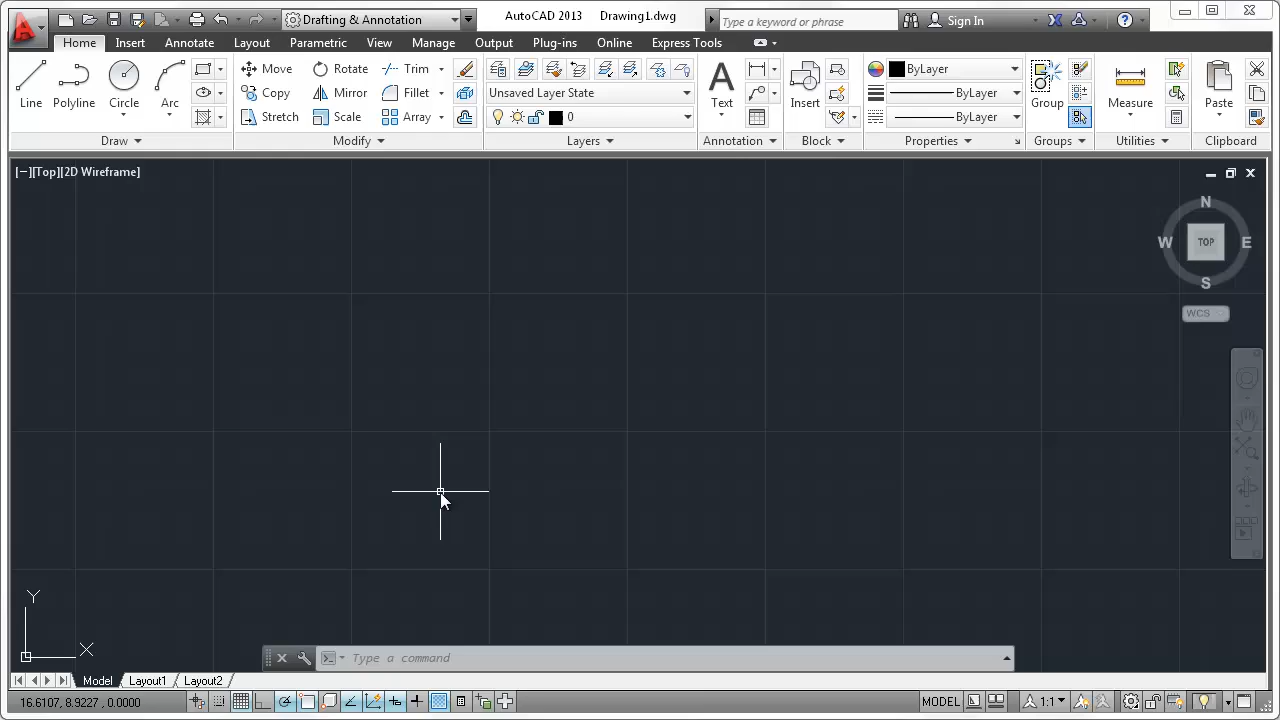 Drafting & Annotation
AutoCAD 2013 Drawing1.dwg
Type a keyword or phrase
Sign In
Home Insert Annotate Layout Parametric View Manage Output Plug-ins Online Express Tools
Line Polyline Circle Arc
Move Rotate Trim
Copy Mirror Fillet
Stretch Scale Array
Unsaved Layer State
0
Text
Insert
ByLayer
ByLayer
ByLayer
Group
Measure
Paste
Draw Modify Layers Annotation Block Properties Groups Utilities Clipboard
[−][Top][2D Wireframe]
N
W TOP E
S
WCS
Y
X
Type a command
Model Layout1 Layout2
16.6107, 8.9227 , 0.0000
MODEL
1:1